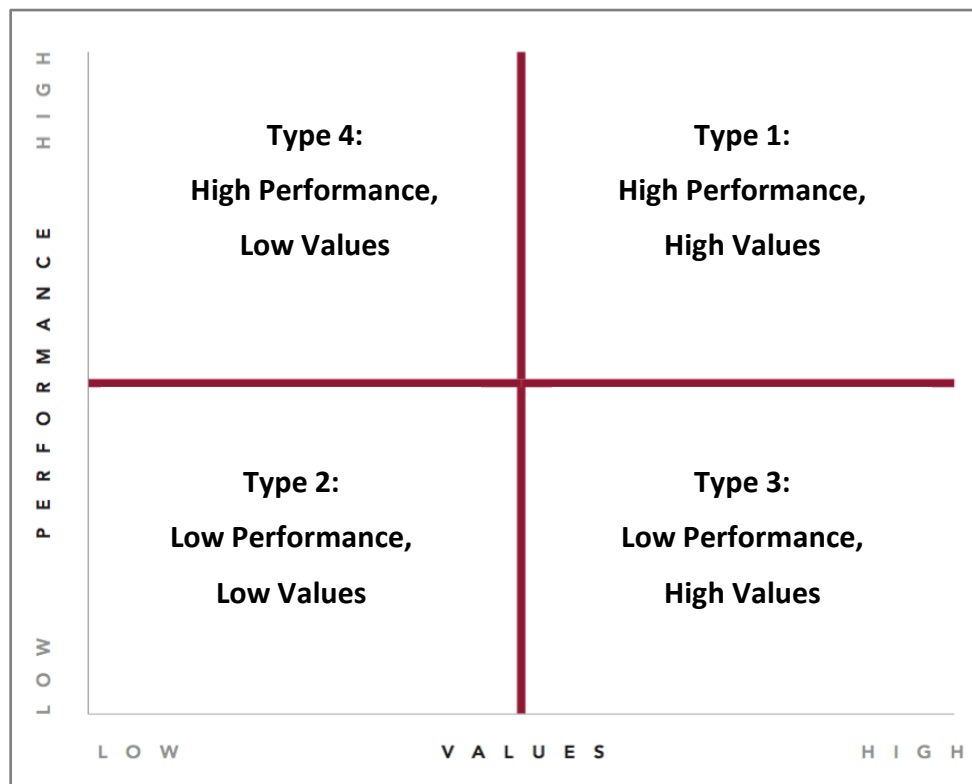 HIGH
PERFORMANCE
LOW
Type 4:
High Performance,
Low Values
Type 1:
High Performance,
High Values
Type 2:
Low Performance,
Low Values
Type 3:
Low Performance,
High Values
LOW VALUES HIGH